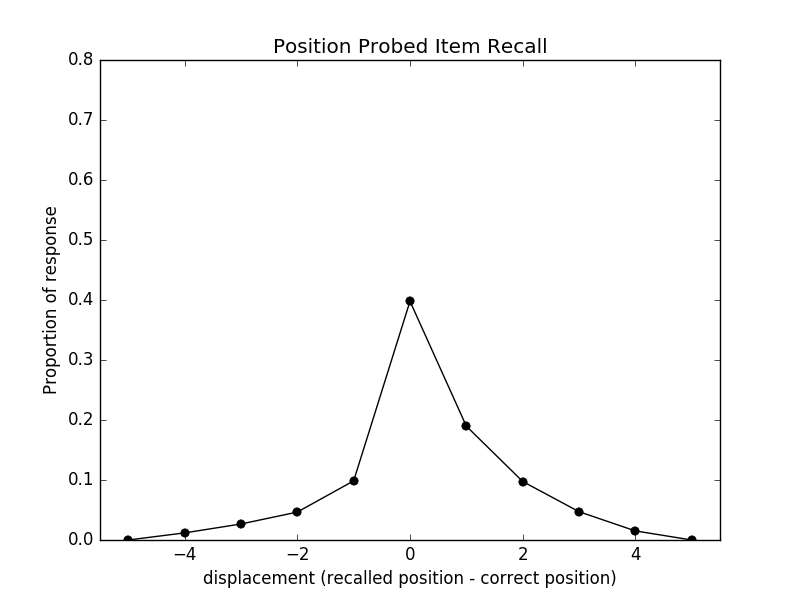 Position Probed Item Recall
0.8
0.7
0.6
0.5
0.4
0.3
0.2
0.1
0.0
Proportion of response
−4 −2 0 2 4
displacement (recalled position - correct position)